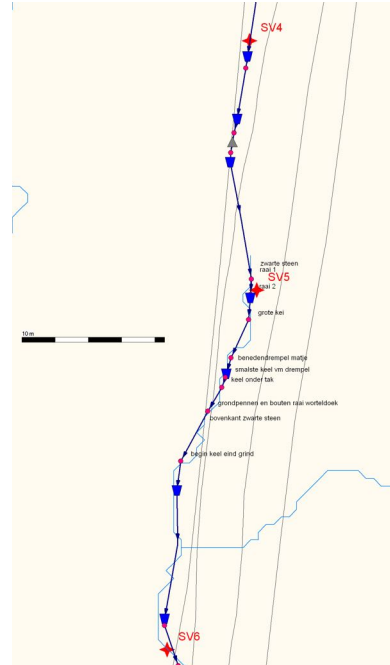 SV4
zwarte steen
raai 1
SV5
raai 2
grote kei
10 m
benedendrempel matje
smalste keel vm drempel
keel onder tak
grondpennen en bouten raai worteldoek
bovenkant zwarte steen
begin keel eind grind
SV6